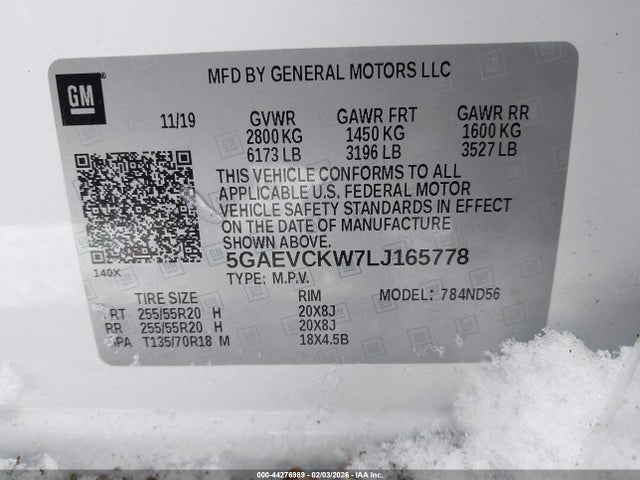 GM
MFD BY GENERAL MOTORS LLC
11/19 GVWR GAWR FRT GAWR RR
2800 KG 1450 KG 1600 KG
6173 LB 3196 LB 3527 LB
THIS VEHICLE CONFORMS TO ALL
APPLICABLE U.S. FEDERAL MOTOR
VEHICLE SAFETY STANDARDS IN EFFECT
ON THE DATE OF MANUFACTURE
SHOWN ABOVE.
140X 5GAEVCKW7LJ165778
TYPE: M.P.V.
TIRE SIZE RIM MODEL: 784ND56
RT 255/55R20 H 20X8J
RR 255/55R20 H 20X8J
PA T135/70R18 M 18X4.5B
000-44276989 - 02/03/2026 - IAA Inc.